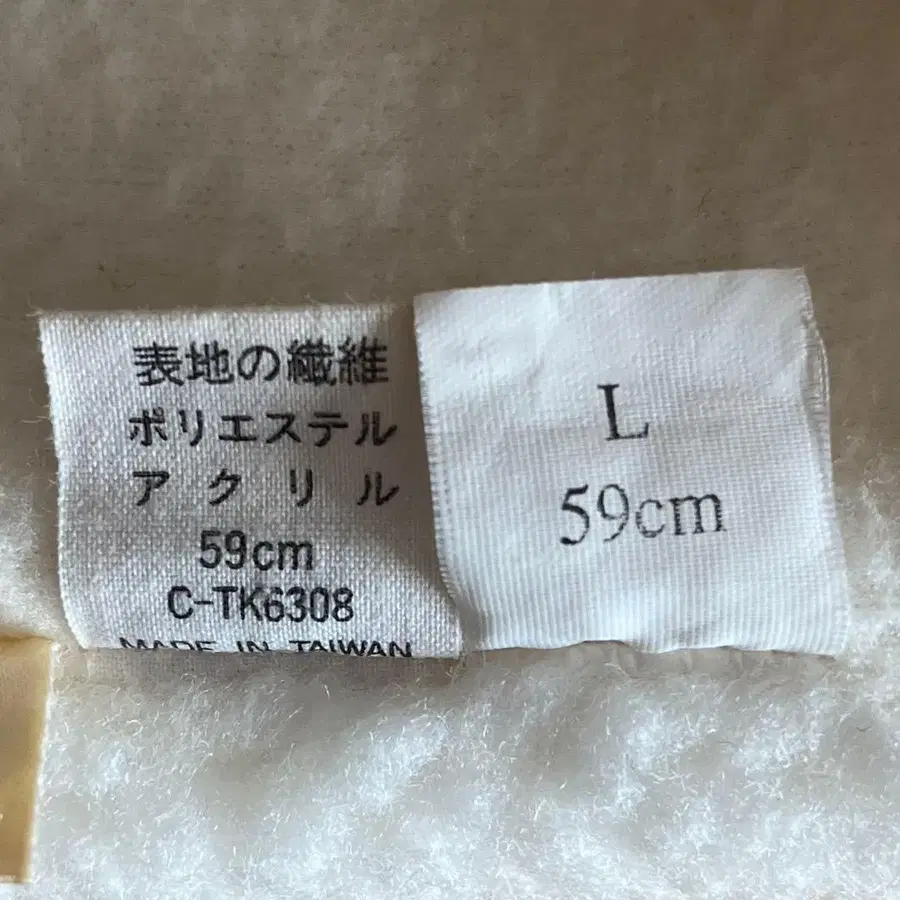 表地の繊維
ポリエステル
アクリル
59cm
C-TK6308
MADE IN TAIWAN
L
59cm